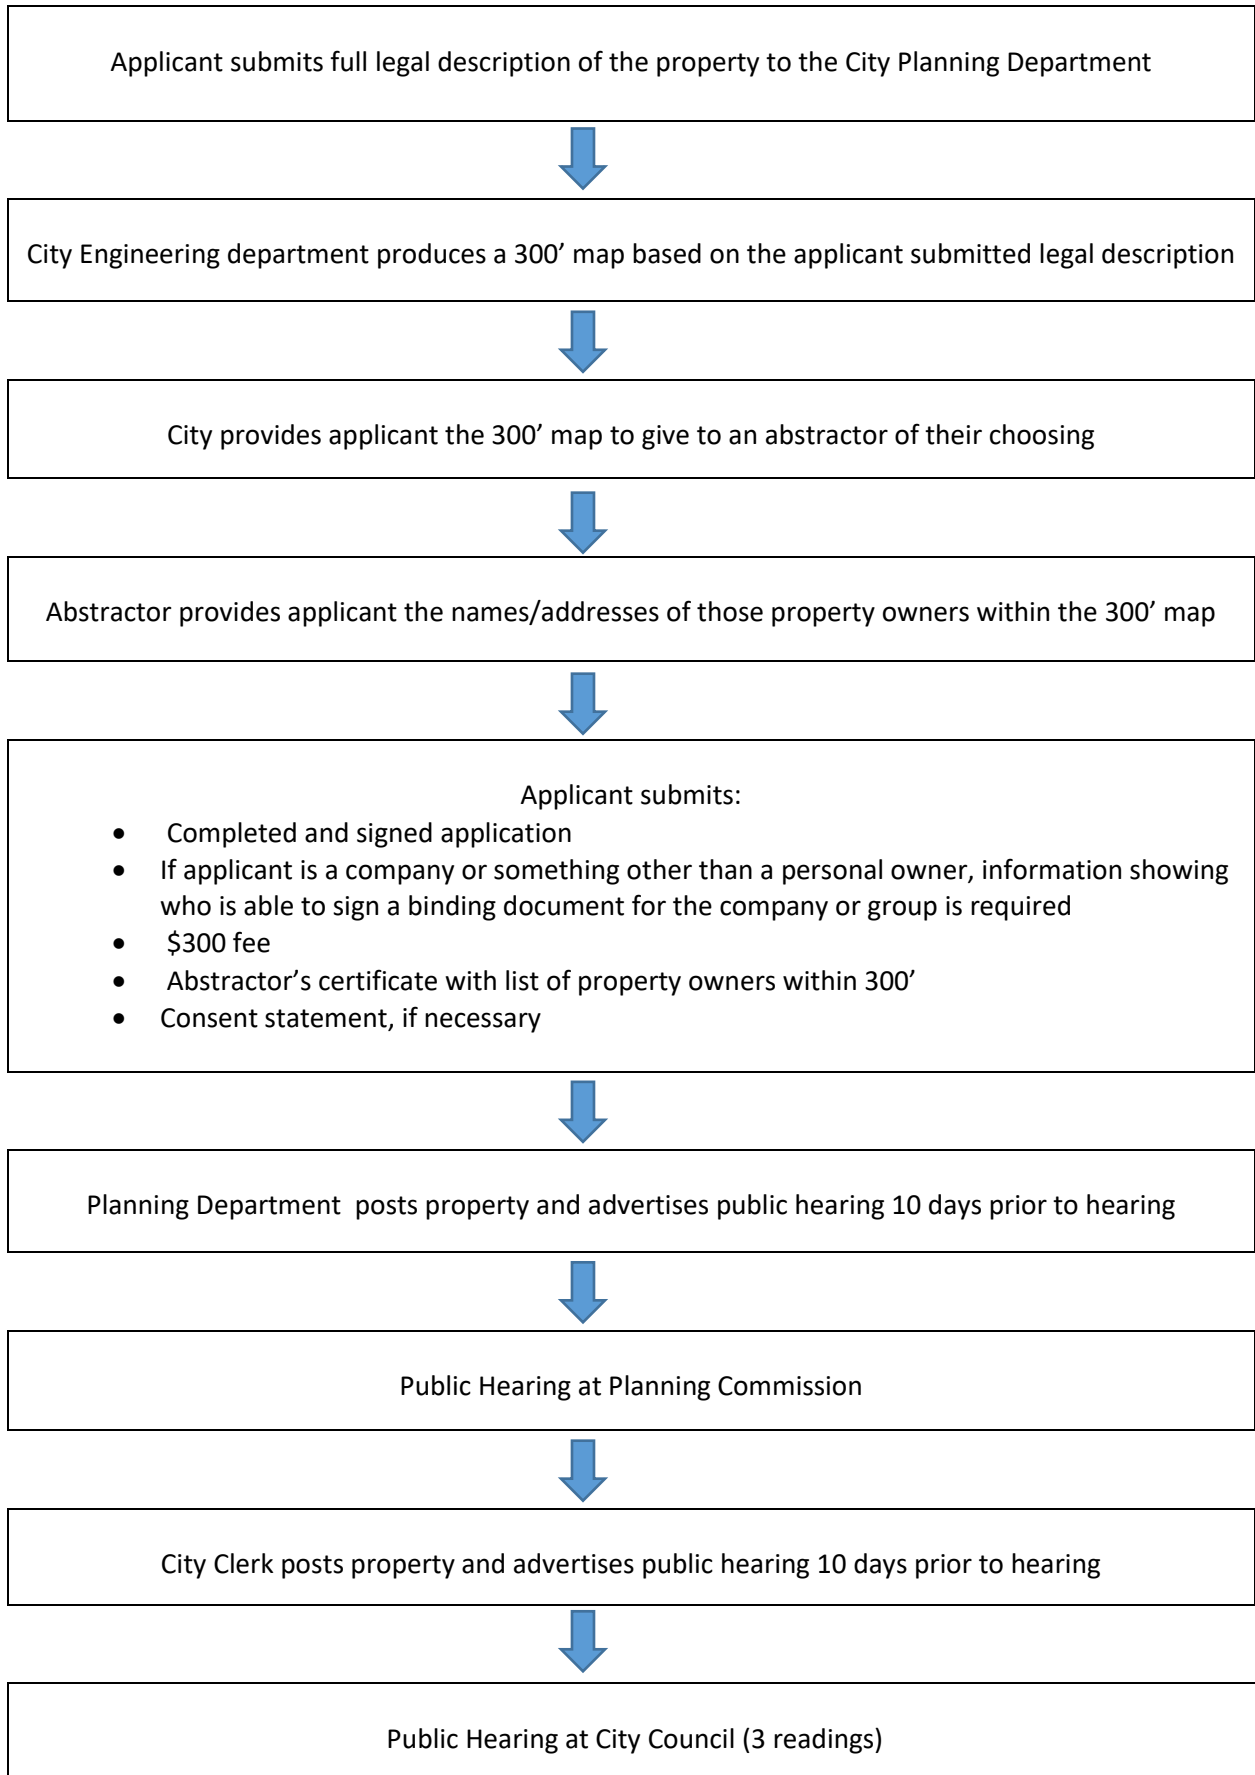 Applicant submits full legal description of the property to the City Planning Department
City Engineering department produces a 300’ map based on the applicant submitted legal description
City provides applicant the 300’ map to give to an abstractor of their choosing
Abstractor provides applicant the names/addresses of those property owners within the 300’ map
Applicant submits:
• Completed and signed application
• If applicant is a company or something other than a personal owner, information showing
who is able to sign a binding document for the company or group is required
• $300 fee
• Abstractor’s certificate with list of property owners within 300’
• Consent statement, if necessary
Planning Department posts property and advertises public hearing 10 days prior to hearing
Public Hearing at Planning Commission
City Clerk posts property and advertises public hearing 10 days prior to hearing
Public Hearing at City Council (3 readings)